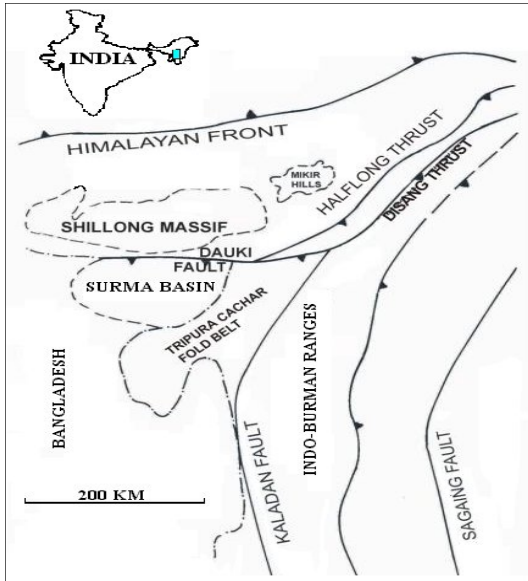 INDIA
HIMALAYAN FRONT
MIKIR
HILLS
HALFLONG THRUST
DISANG THRUST
SHILLONG MASSIF
DAUKI
FAULT
SURMA BASIN
TRIPURA CACHAR
FOLD BELT
BANGLADESH
INDO-BURMAN RANGES
200 KM
KALADAN FAULT
SAGAING FAULT